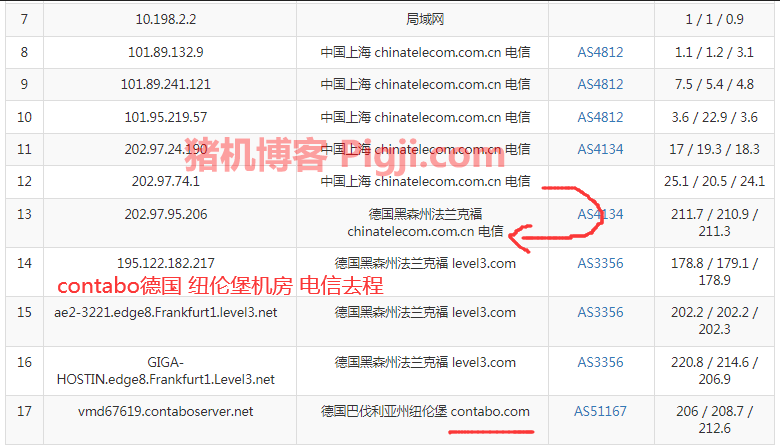 7 10.198.2.2 局域网 1 / 1 / 0.9
8 101.89.132.9 中国上海 chinatelecom.com.cn 电信 AS4812 1.1 / 1.2 / 3.1
9 101.89.241.121 中国上海 chinatelecom.com.cn 电信 AS4812 7.5 / 5.4 / 4.8
10 101.95.219.57 中国上海 chinatelecom.com.cn 电信 AS4812 3.6 / 22.9 / 3.6
猪机博客 Pigji.com
11 202.97.24.190 中国上海 chinatelecom.com.cn 电信 AS4134 17 / 19.3 / 18.3
12 202.97.74.1 中国上海 chinatelecom.com.cn 电信 25.1 / 20.5 / 24.1
13 202.97.95.206 德国黑森州法兰克福 AS4134 211.7 / 210.9 /
chinatelecom.com.cn 电信 211.3
14 195.122.182.217 德国黑森州法兰克福 level3.com AS3356 178.8 / 179.1 /
178.9
contabo德国 纽伦堡机房 电信去程
15 ae2-3221.edge8.Frankfurt1.level3.net 德国黑森州法兰克福 level3.com AS3356 202.2 / 202.2 /
202.3
16 GIGA- 德国黑森州法兰克福 level3.com AS3356 220.8 / 214.6 /
HOSTIN.edge8.Frankfurt1.Level3.net 206.9
17 vmd67619.contaboserver.net 德国巴伐利亚州纽伦堡 contabo.com AS51167 206 / 208.7 /
212.6